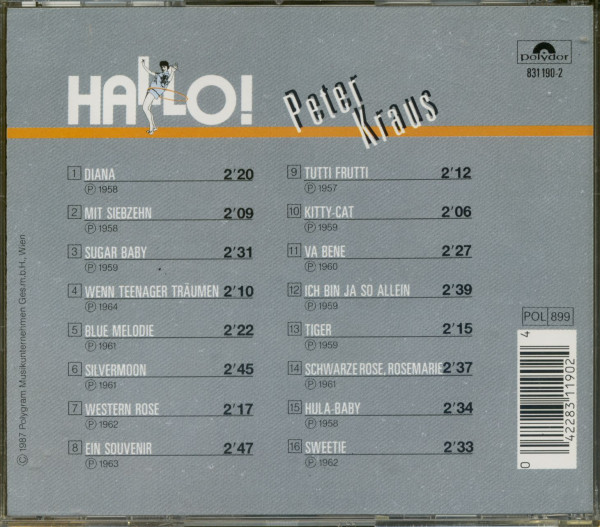 HALLO!
Peter
Kraus
polydor
831 190-2
1 DIANA 2'20
Ⓟ 1958
2 MIT SIEBZEHN 2'09
Ⓟ 1958
3 SUGAR BABY 2'31
Ⓟ 1959
4 WENN TEENAGER TRÄUMEN 2'10
Ⓟ 1964
5 BLUE MELODIE 2'22
Ⓟ 1961
6 SILVERMOON 2'45
Ⓟ 1961
7 WESTERN ROSE 2'17
Ⓟ 1962
8 EIN SOUVENIR 2'47
Ⓟ 1963
9 TUTTI FRUTTI 2'12
Ⓟ 1957
10 KITTY-CAT 2'06
Ⓟ 1959
11 VA BENE 2'27
Ⓟ 1960
12 ICH BIN JA SO ALLEIN 2'39
Ⓟ 1959
13 TIGER 2'15
Ⓟ 1959
14 SCHWARZE ROSE, ROSEMARIE 2'37
Ⓟ 1961
15 HULA-BABY 2'34
Ⓟ 1958
16 SWEETIE 2'33
Ⓟ 1962
© 1987 Polygram Musikunternehmen Ges.m.b.H., Wien
POL 899
0 42283 11902 4